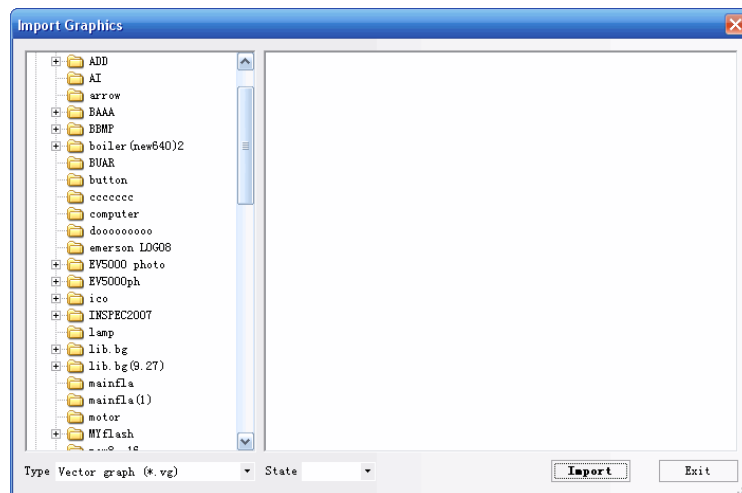 Import Graphics
ADD
AI
arrow
BAAA
BBMP
boiler(new640)2
BUAR
button
ccccccc
computer
dooooooooo
emerson LOGO8
EV5000 photo
EV5000ph
ico
INSPEC2007
lamp
lib.bg
lib.bg(9.27)
mainfla
mainfla(1)
motor
MYflash
Type Vector graph (*.vg) State Import Exit